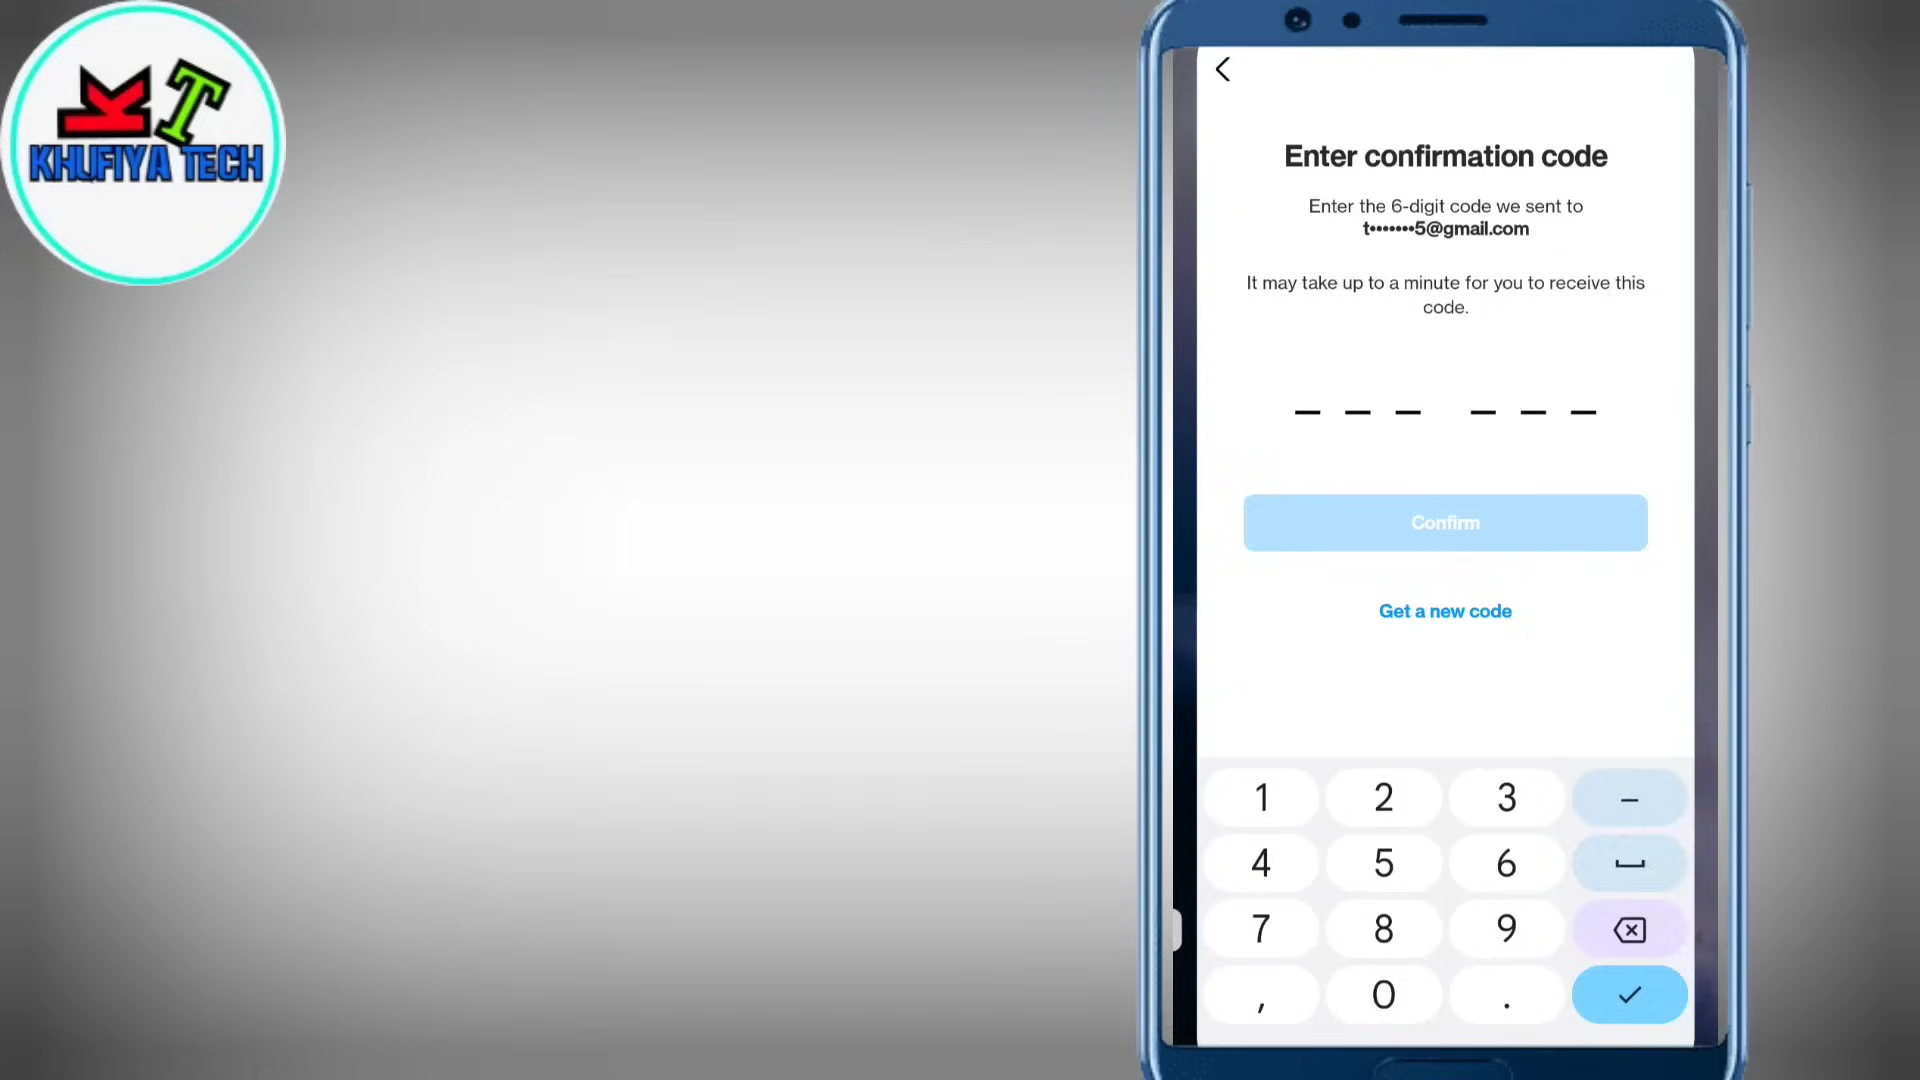 KT
KHUFIYA TECH
Enter confirmation code
Enter the 6-digit code we sent to
t•••••••5@gmail.com
It may take up to a minute for you to receive this
code.
Confirm
Get a new code
1 2 3 –
4 5 6
7 8 9
, 0 .